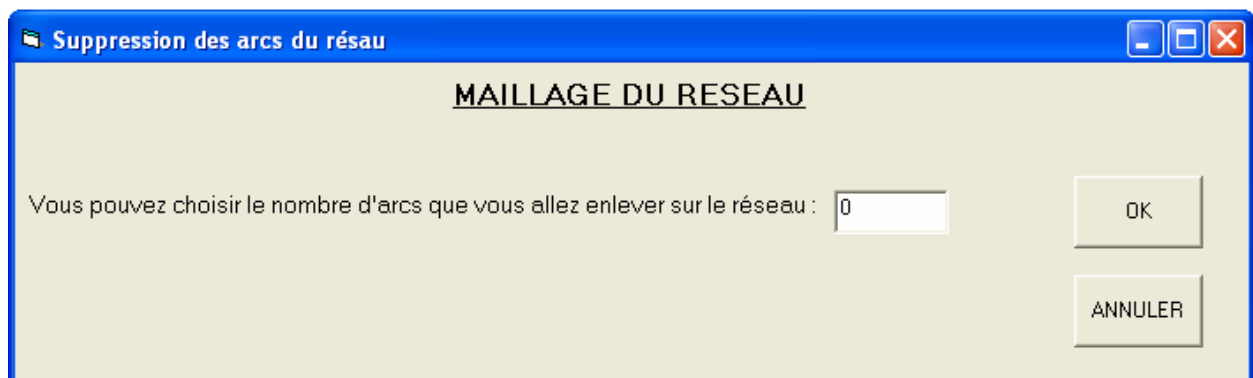 Suppression des arcs du résau
MAILLAGE DU RESEAU
Vous pouvez choisir le nombre d'arcs que vous allez enlever sur le réseau : 0
OK
ANNULER